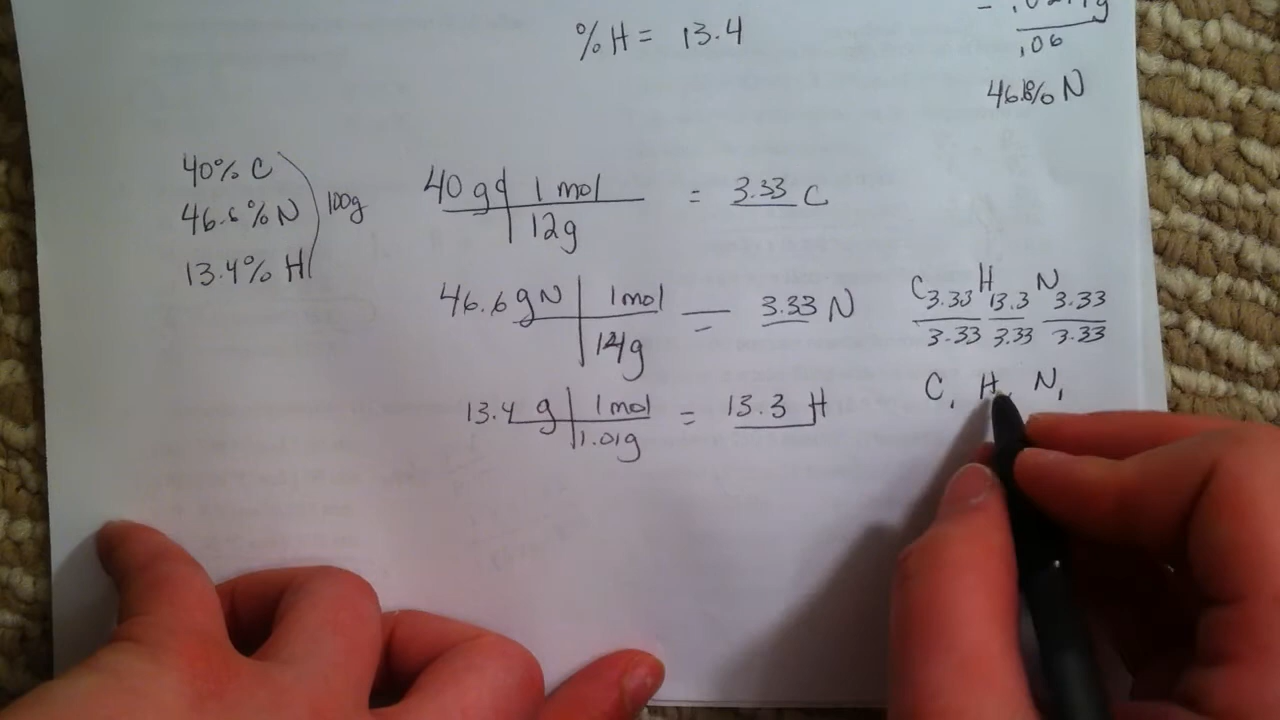 %H = 13.4
.06
46.6% N
40% C
46.6% N
13.4% H
100g
40 g C | 1 mol = 3.33 C
12g
46.6 g N | 1 mol = 3.33 N
14g
13.4 g | 1 mol = 13.3 H
1.01g
C3.33 H13.3 N3.33
3.33 3.33 3.33
C1 H N1